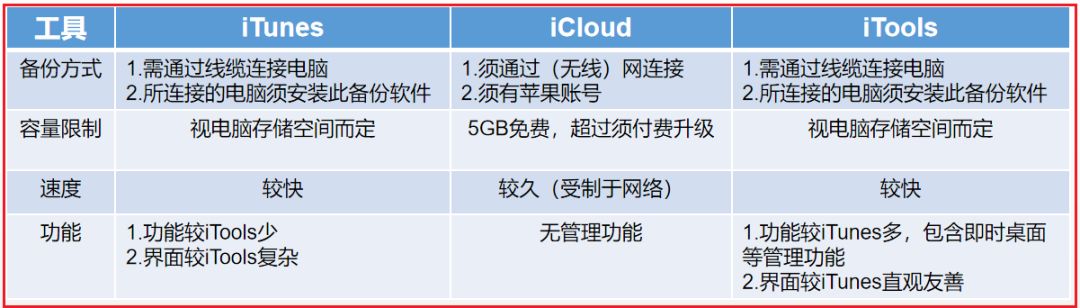 工具 iTunes iCloud iTools
备份方式 1.需通过线缆连接电脑 1.须通过（无线）网连接 1.需通过线缆连接电脑
2.所连接的电脑须安装此备份软件 2.须有苹果账号 2.所连接的电脑须安装此备份软件
容量限制 视电脑存储空间而定 5GB免费，超过须付费升级 视电脑存储空间而定
速度 较快 较久（受制于网络） 较快
功能 1.功能较iTools少 无管理功能 1.功能较iTunes多，包含即时桌面
2.界面较iTools复杂 等管理功能
2.界面较iTunes直观友善